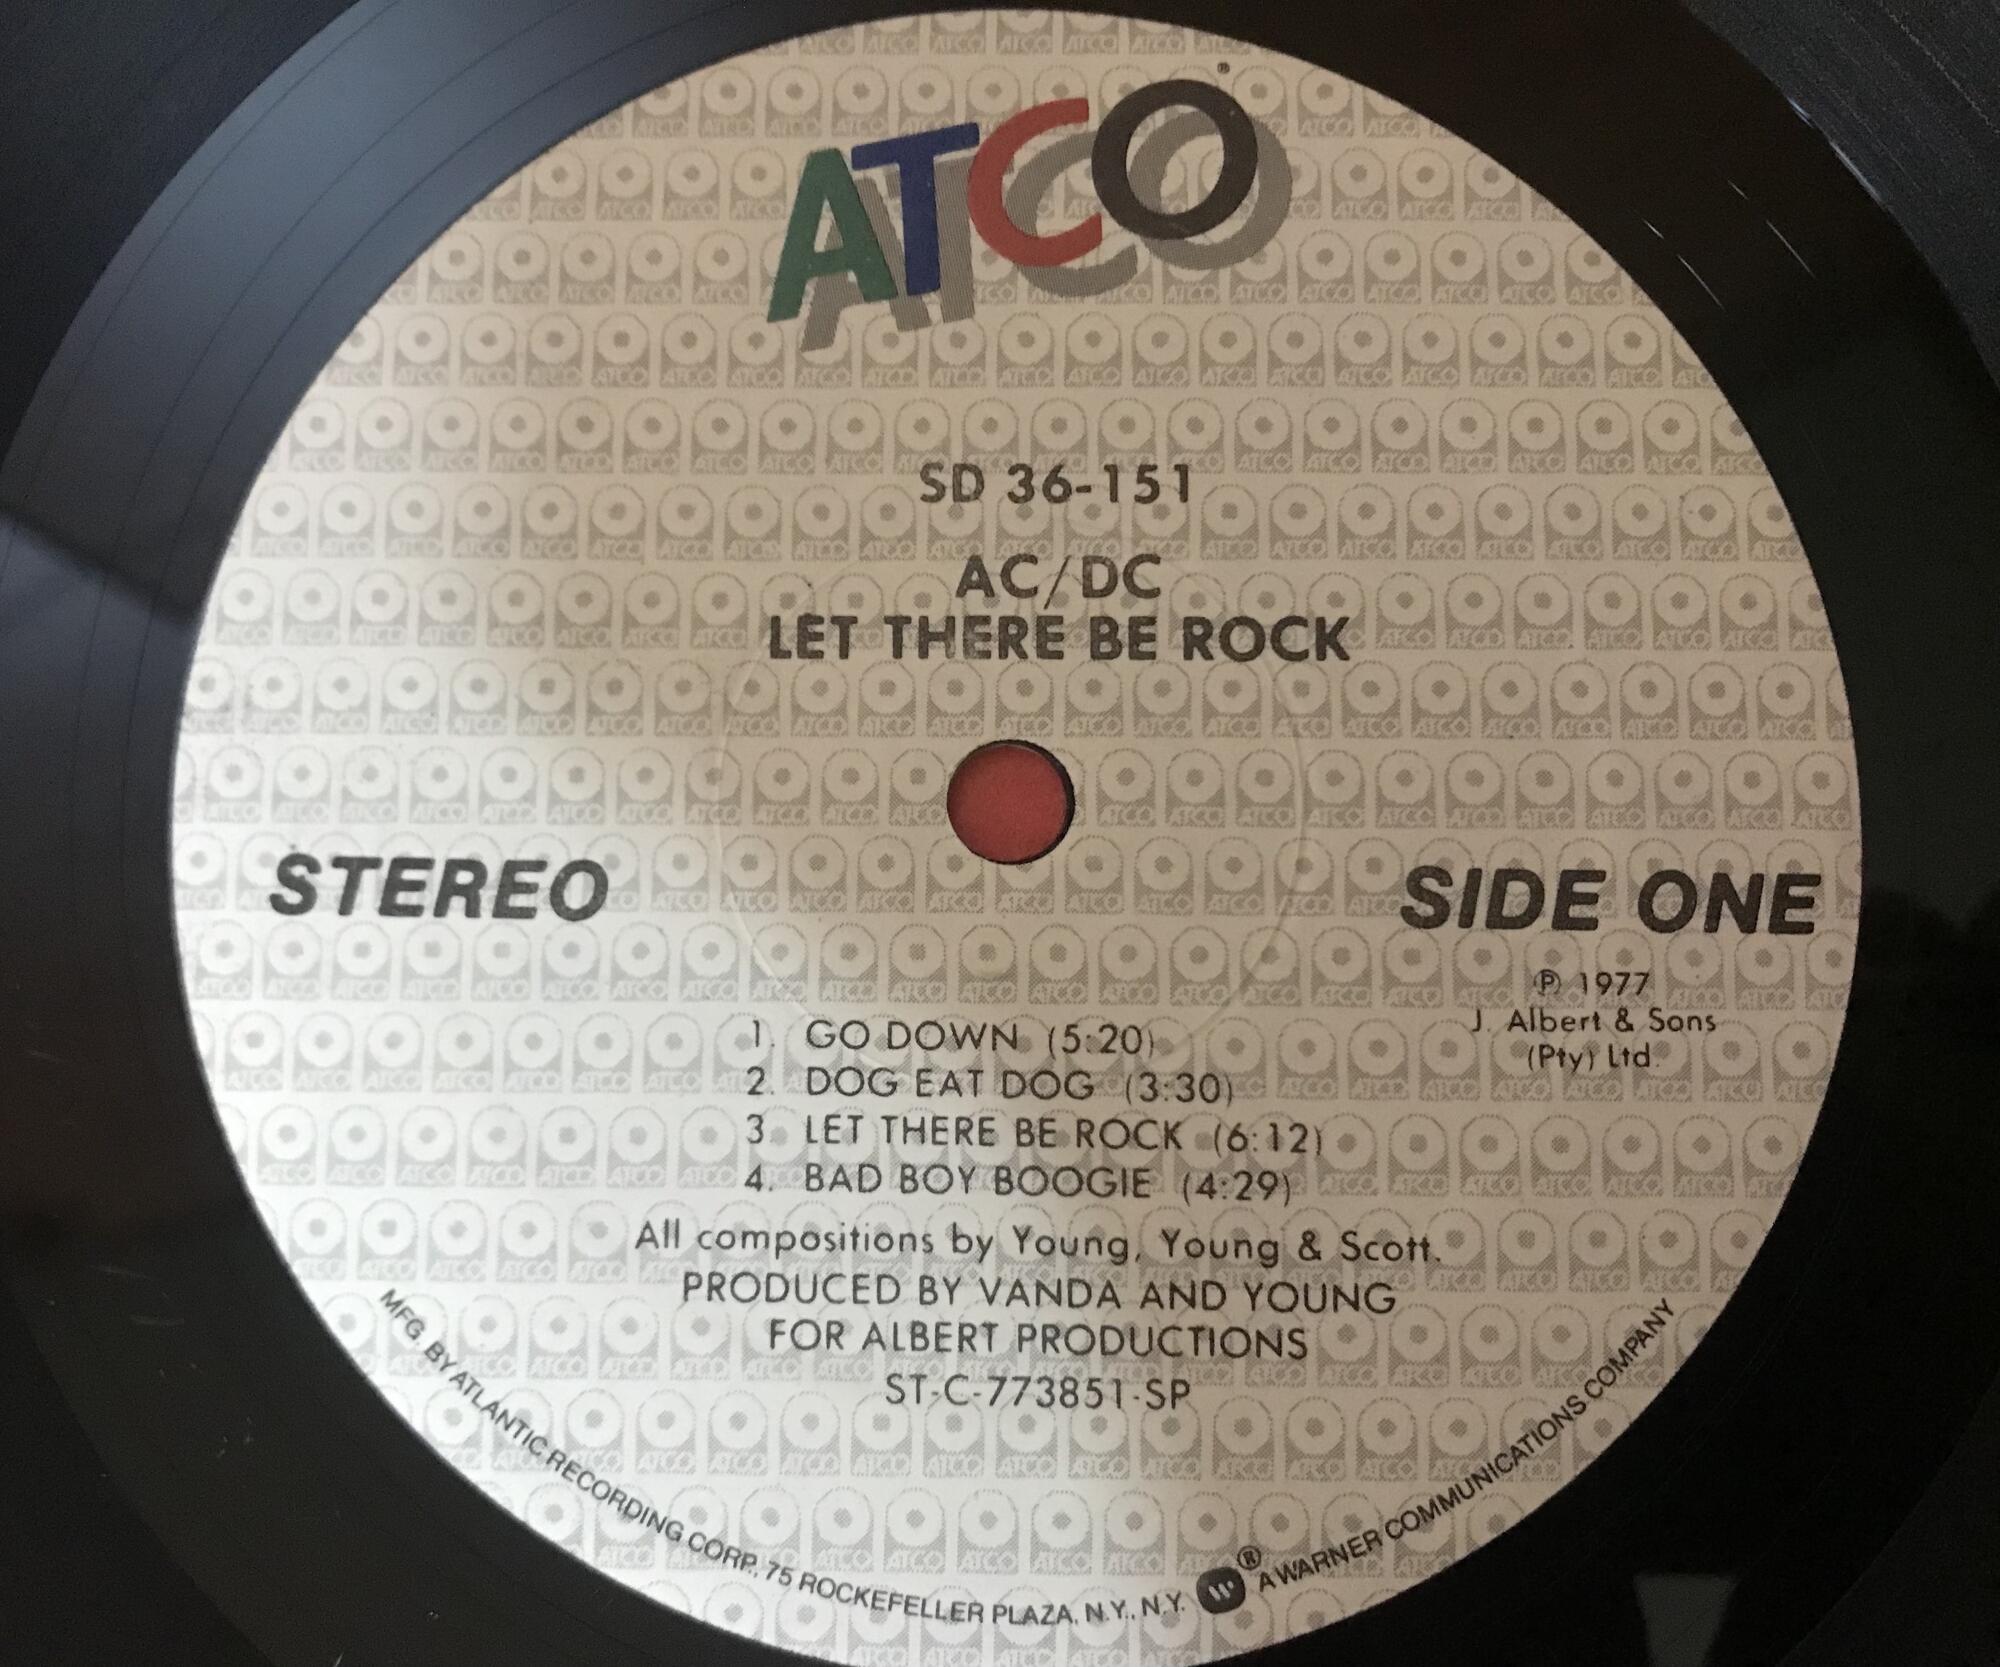 ATCO®
SD 36-151
AC/DC
LET THERE BE ROCK
STEREO
SIDE ONE
℗ 1977
J. Albert & Sons
(Pty) Ltd.
1. GO DOWN (5:20)
2. DOG EAT DOG (3:30)
3. LET THERE BE ROCK (6:12)
4. BAD BOY BOOGIE (4:29)
All compositions by Young, Young & Scott.
PRODUCED BY VANDA AND YOUNG
FOR ALBERT PRODUCTIONS
ST-C-773851-SP
MFG. BY ATLANTIC RECORDING CORP., 75 ROCKEFELLER PLAZA, N.Y., N.Y. ® A WARNER COMMUNICATIONS COMPANY